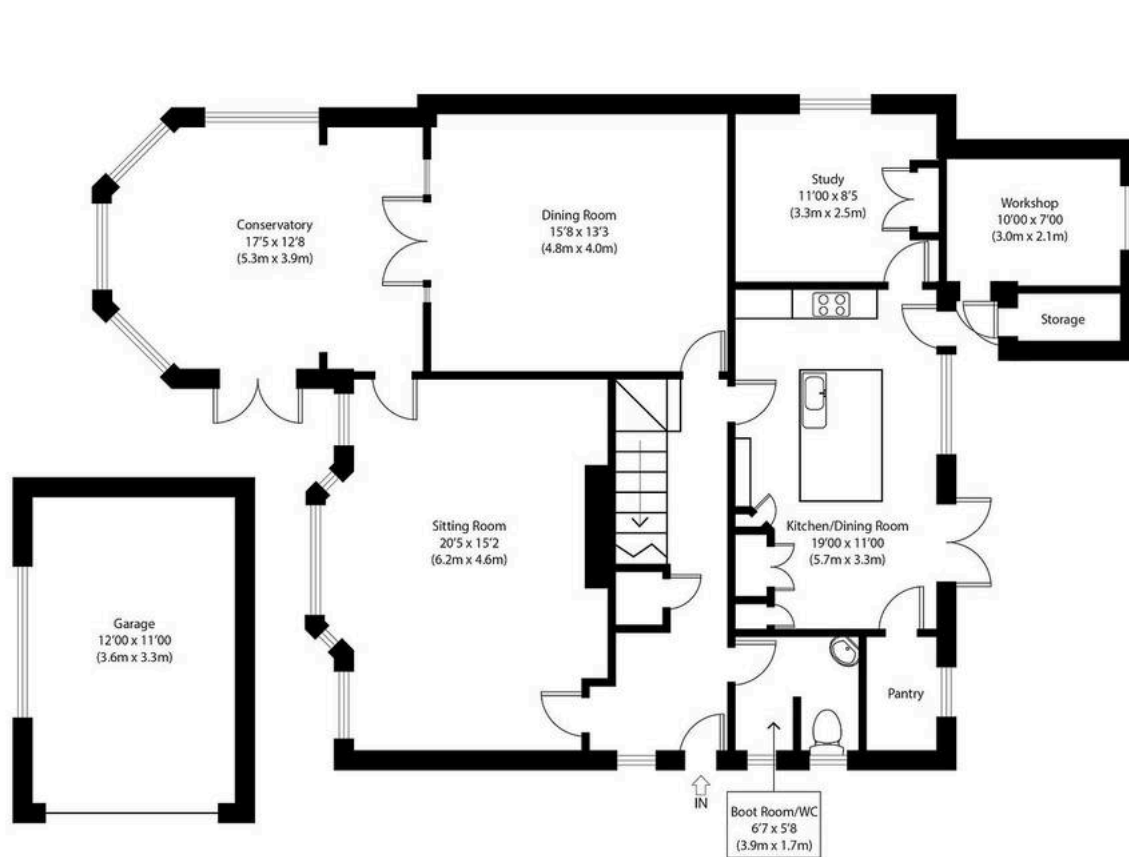 Conservatory
17'5 x 12'8
(5.3m x 3.9m)
Dining Room
15'8 x 13'3
(4.8m x 4.0m)
Study
11'00 x 8'5
(3.3m x 2.5m)
Workshop
10'00 x 7'00
(3.0m x 2.1m)
Storage
Sitting Room
20'5 x 15'2
(6.2m x 4.6m)
Kitchen/Dining Room
19'00 x 11'00
(5.7m x 3.3m)
Garage
12'00 x 11'00
(3.6m x 3.3m)
Pantry
IN
Boot Room/WC
6'7 x 5'8
(3.9m x 1.7m)